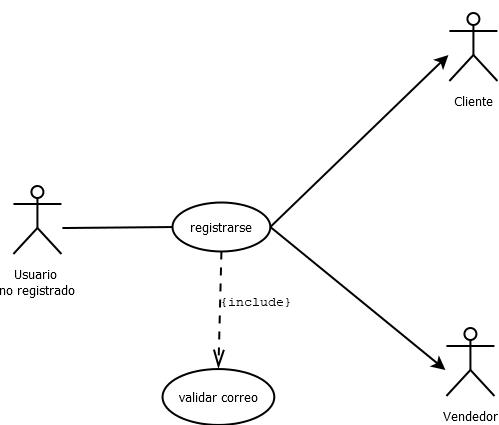 Cliente
registrarse
Usuario
no registrado
{include}
validar correo
Vendedor